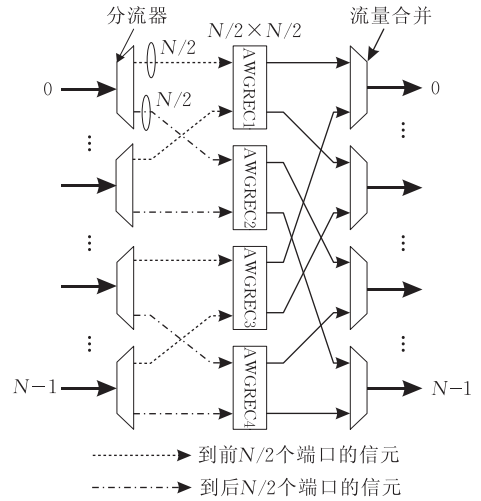 分流器
N/2×N/2
流量合并
N/2
0
AWGREC1
0
N/2
...
...
AWGREC2
...
...
AWGREC3
...
...
N−1
AWGREC4
N−1
到前N/2个端口的信元
到后N/2个端口的信元